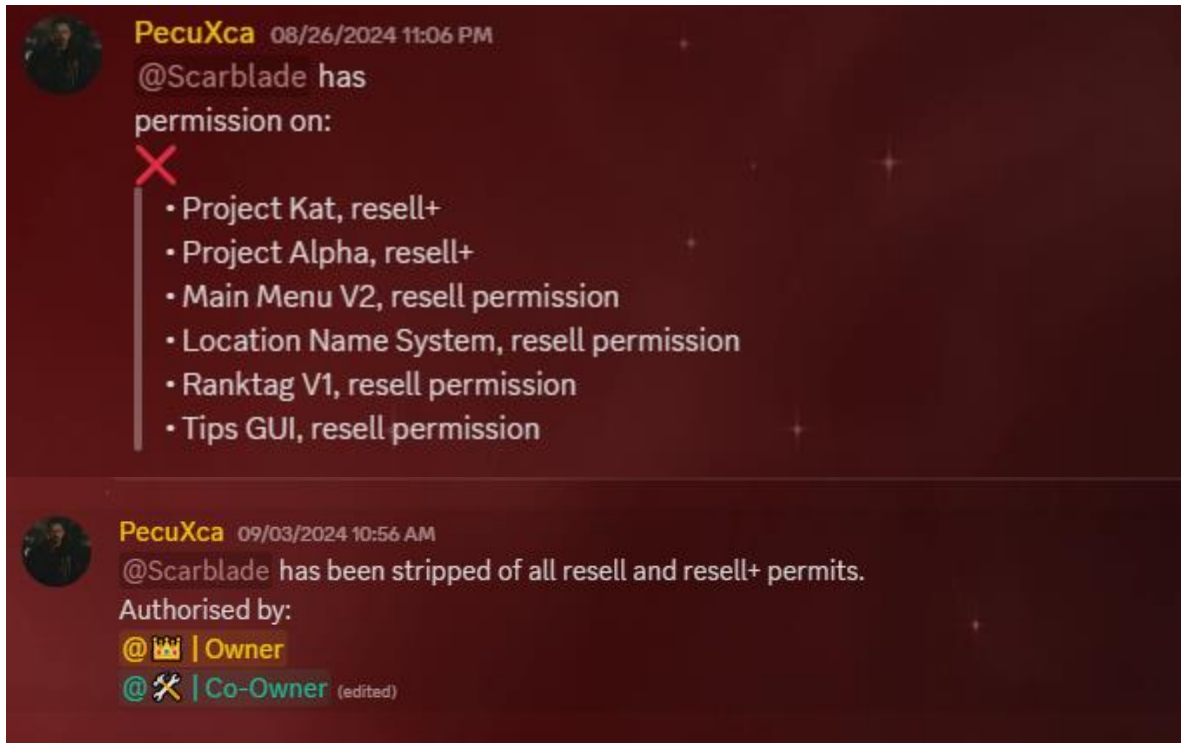 PecuXca 08/26/2024 11:06 PM
@Scarblade has
permission on:
❌
• Project Kat, resell+
• Project Alpha, resell+
• Main Menu V2, resell permission
• Location Name System, resell permission
• Ranktag V1, resell permission
• Tips GUI, resell permission
PecuXca 09/03/2024 10:56 AM
@Scarblade has been stripped of all resell and resell+ permits.
Authorised by:
@👑 | Owner
@🛠 | Co-Owner (edited)